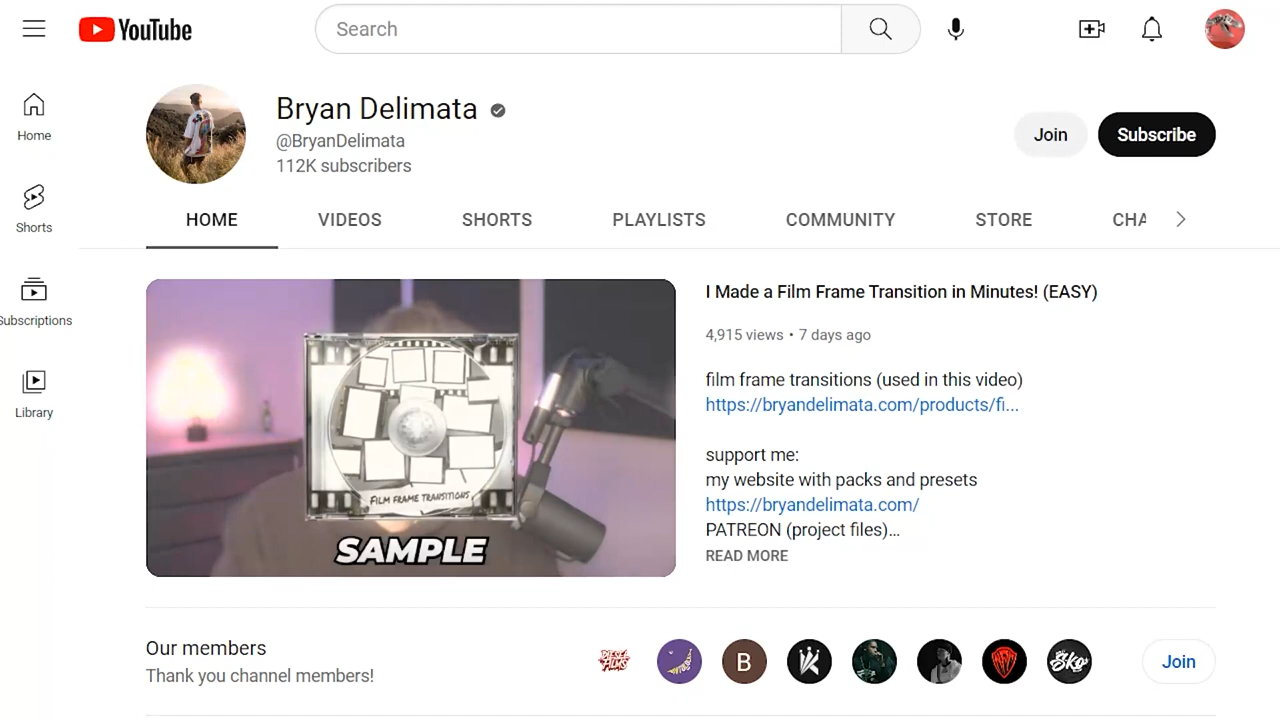 YouTube
Search
Home
Shorts
Subscriptions
Library
Bryan Delimata
@BryanDelimata
112K subscribers
Join
Subscribe
HOME
VIDEOS
SHORTS
PLAYLISTS
COMMUNITY
STORE
CHA
FILM FRAME TRANSITIONS
SAMPLE
I Made a Film Frame Transition in Minutes! (EASY)
4,915 views • 7 days ago
film frame transitions (used in this video)
https://bryandelimata.com/products/fi...
support me:
my website with packs and presets
https://bryandelimata.com/
PATREON (project files)...
READ MORE
Our members
Thank you channel members!
B
SKO
Join